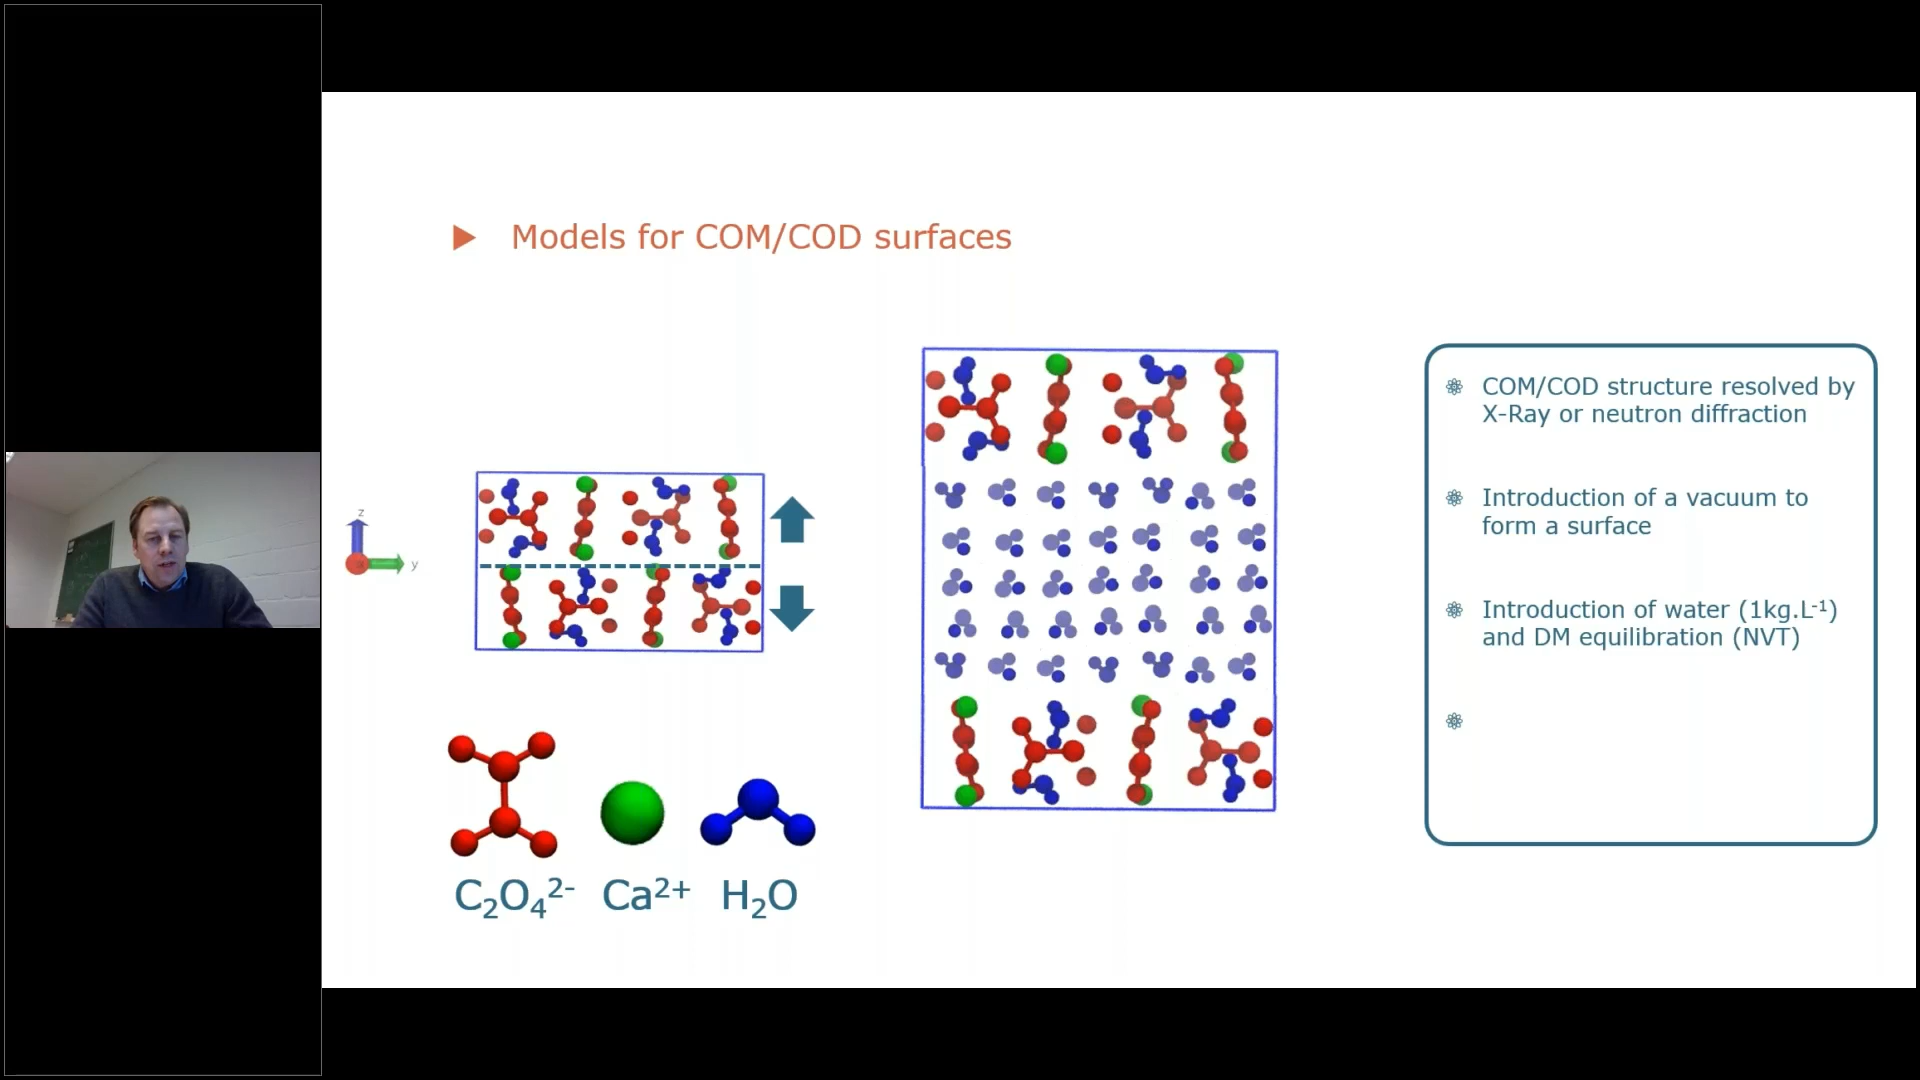 Models for COM/COD surfaces
z
y
C₂O₄²⁻ Ca²⁺ H₂O
COM/COD structure resolved by
X-Ray or neutron diffraction
Introduction of a vacuum to
form a surface
Introduction of water (1kg.L⁻¹)
and DM equilibration (NVT)